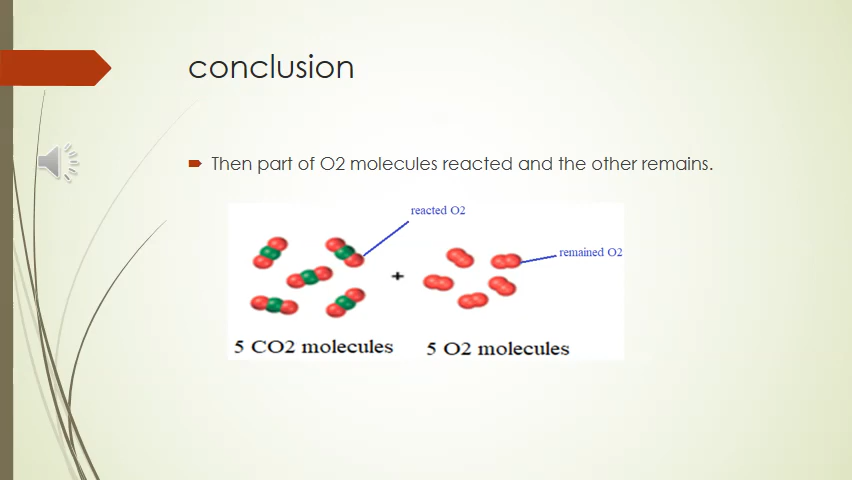 conclusion
Then part of O2 molecules reacted and the other remains.
reacted O2
remained O2
+
5 CO2 molecules
5 O2 molecules